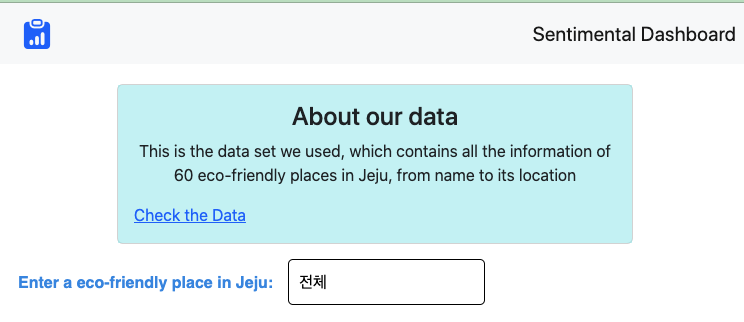 Sentimental Dashboard
About our data
This is the data set we used, which contains all the information of
60 eco-friendly places in Jeju, from name to its location
Check the Data
Enter a eco-friendly place in Jeju: 전체